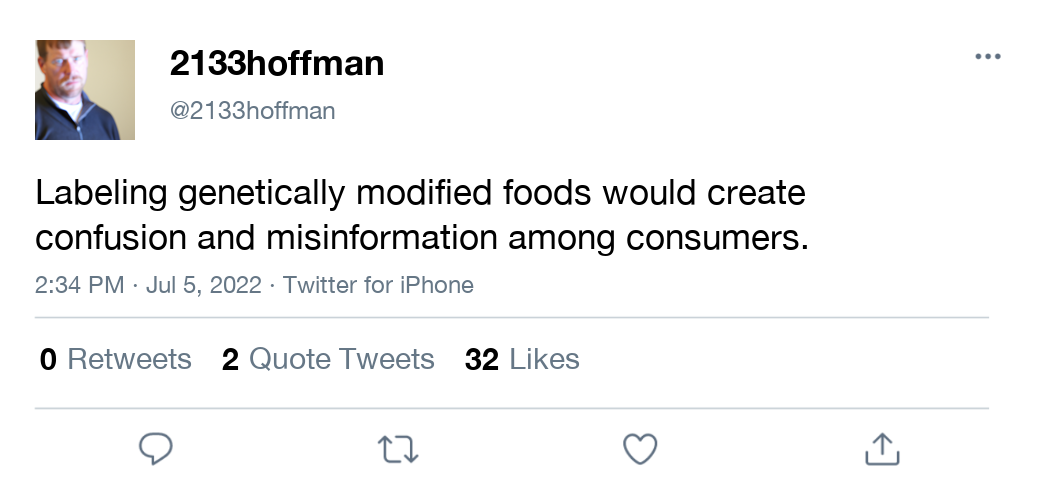 2133hoffman
@2133hoffman
Labeling genetically modified foods would create
confusion and misinformation among consumers.
2:34 PM · Jul 5, 2022 · Twitter for iPhone
0 Retweets 2 Quote Tweets 32 Likes